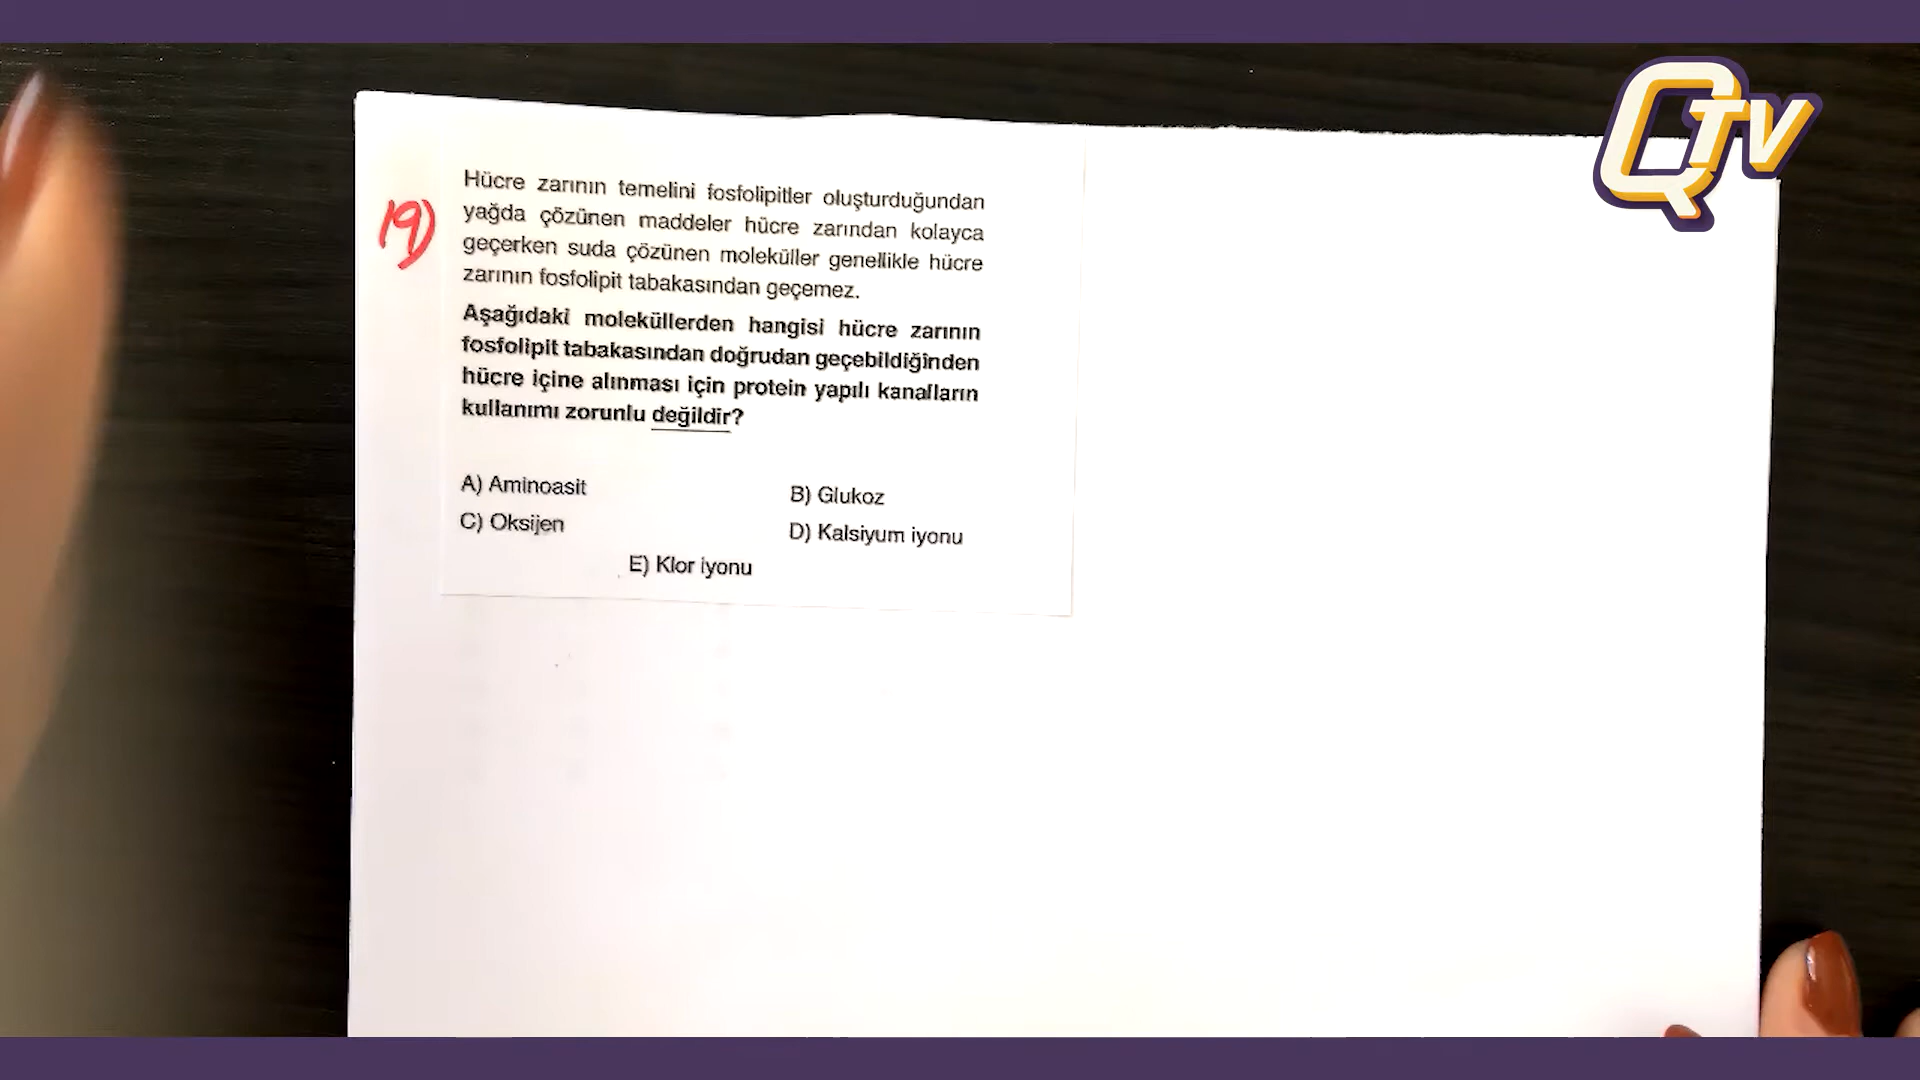 QTV
19)
Hücre zarının temelini fosfolipitler oluşturduğundan
yağda çözünen maddeler hücre zarından kolayca
geçerken suda çözünen moleküller genellikle hücre
zarının fosfolipit tabakasından geçemez.
Aşağıdaki moleküllerden hangisi hücre zarının
fosfolipit tabakasından doğrudan geçebildiğinden
hücre içine alınması için protein yapılı kanalların
kullanımı zorunlu değildir?
A) Aminoasit
B) Glukoz
C) Oksijen
D) Kalsiyum iyonu
E) Klor iyonu